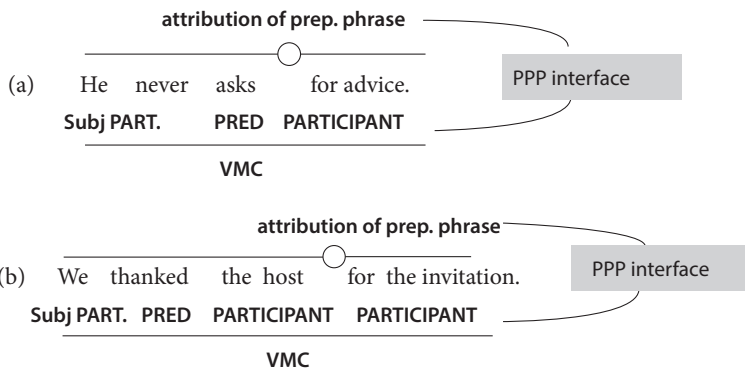 attribution of prep. phrase
PPP interface
(a) He never asks for advice.
Subj PART. PRED PARTICIPANT
VMC
attribution of prep. phrase
PPP interface
(b) We thanked the host for the invitation.
Subj PART. PRED PARTICIPANT PARTICIPANT
VMC